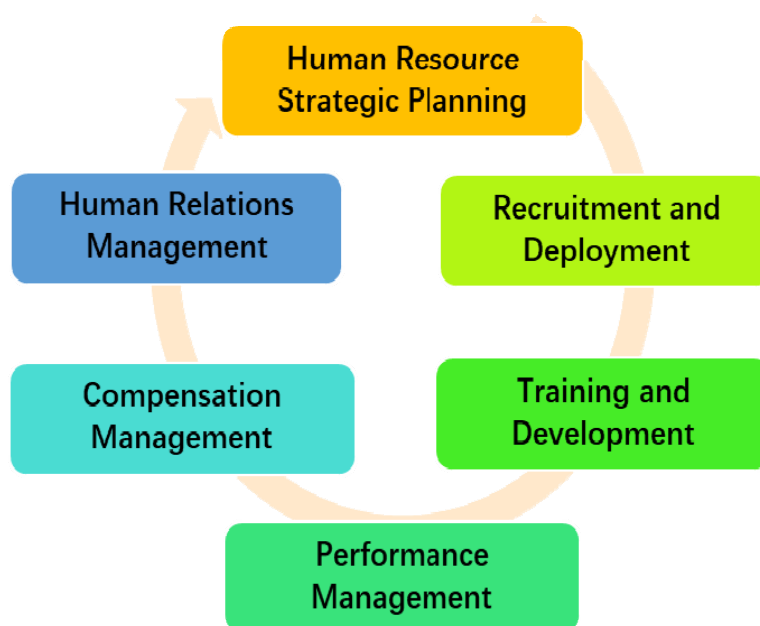 Human Resource
Strategic Planning
Recruitment and
Deployment
Training and
Development
Performance
Management
Compensation
Management
Human Relations
Management